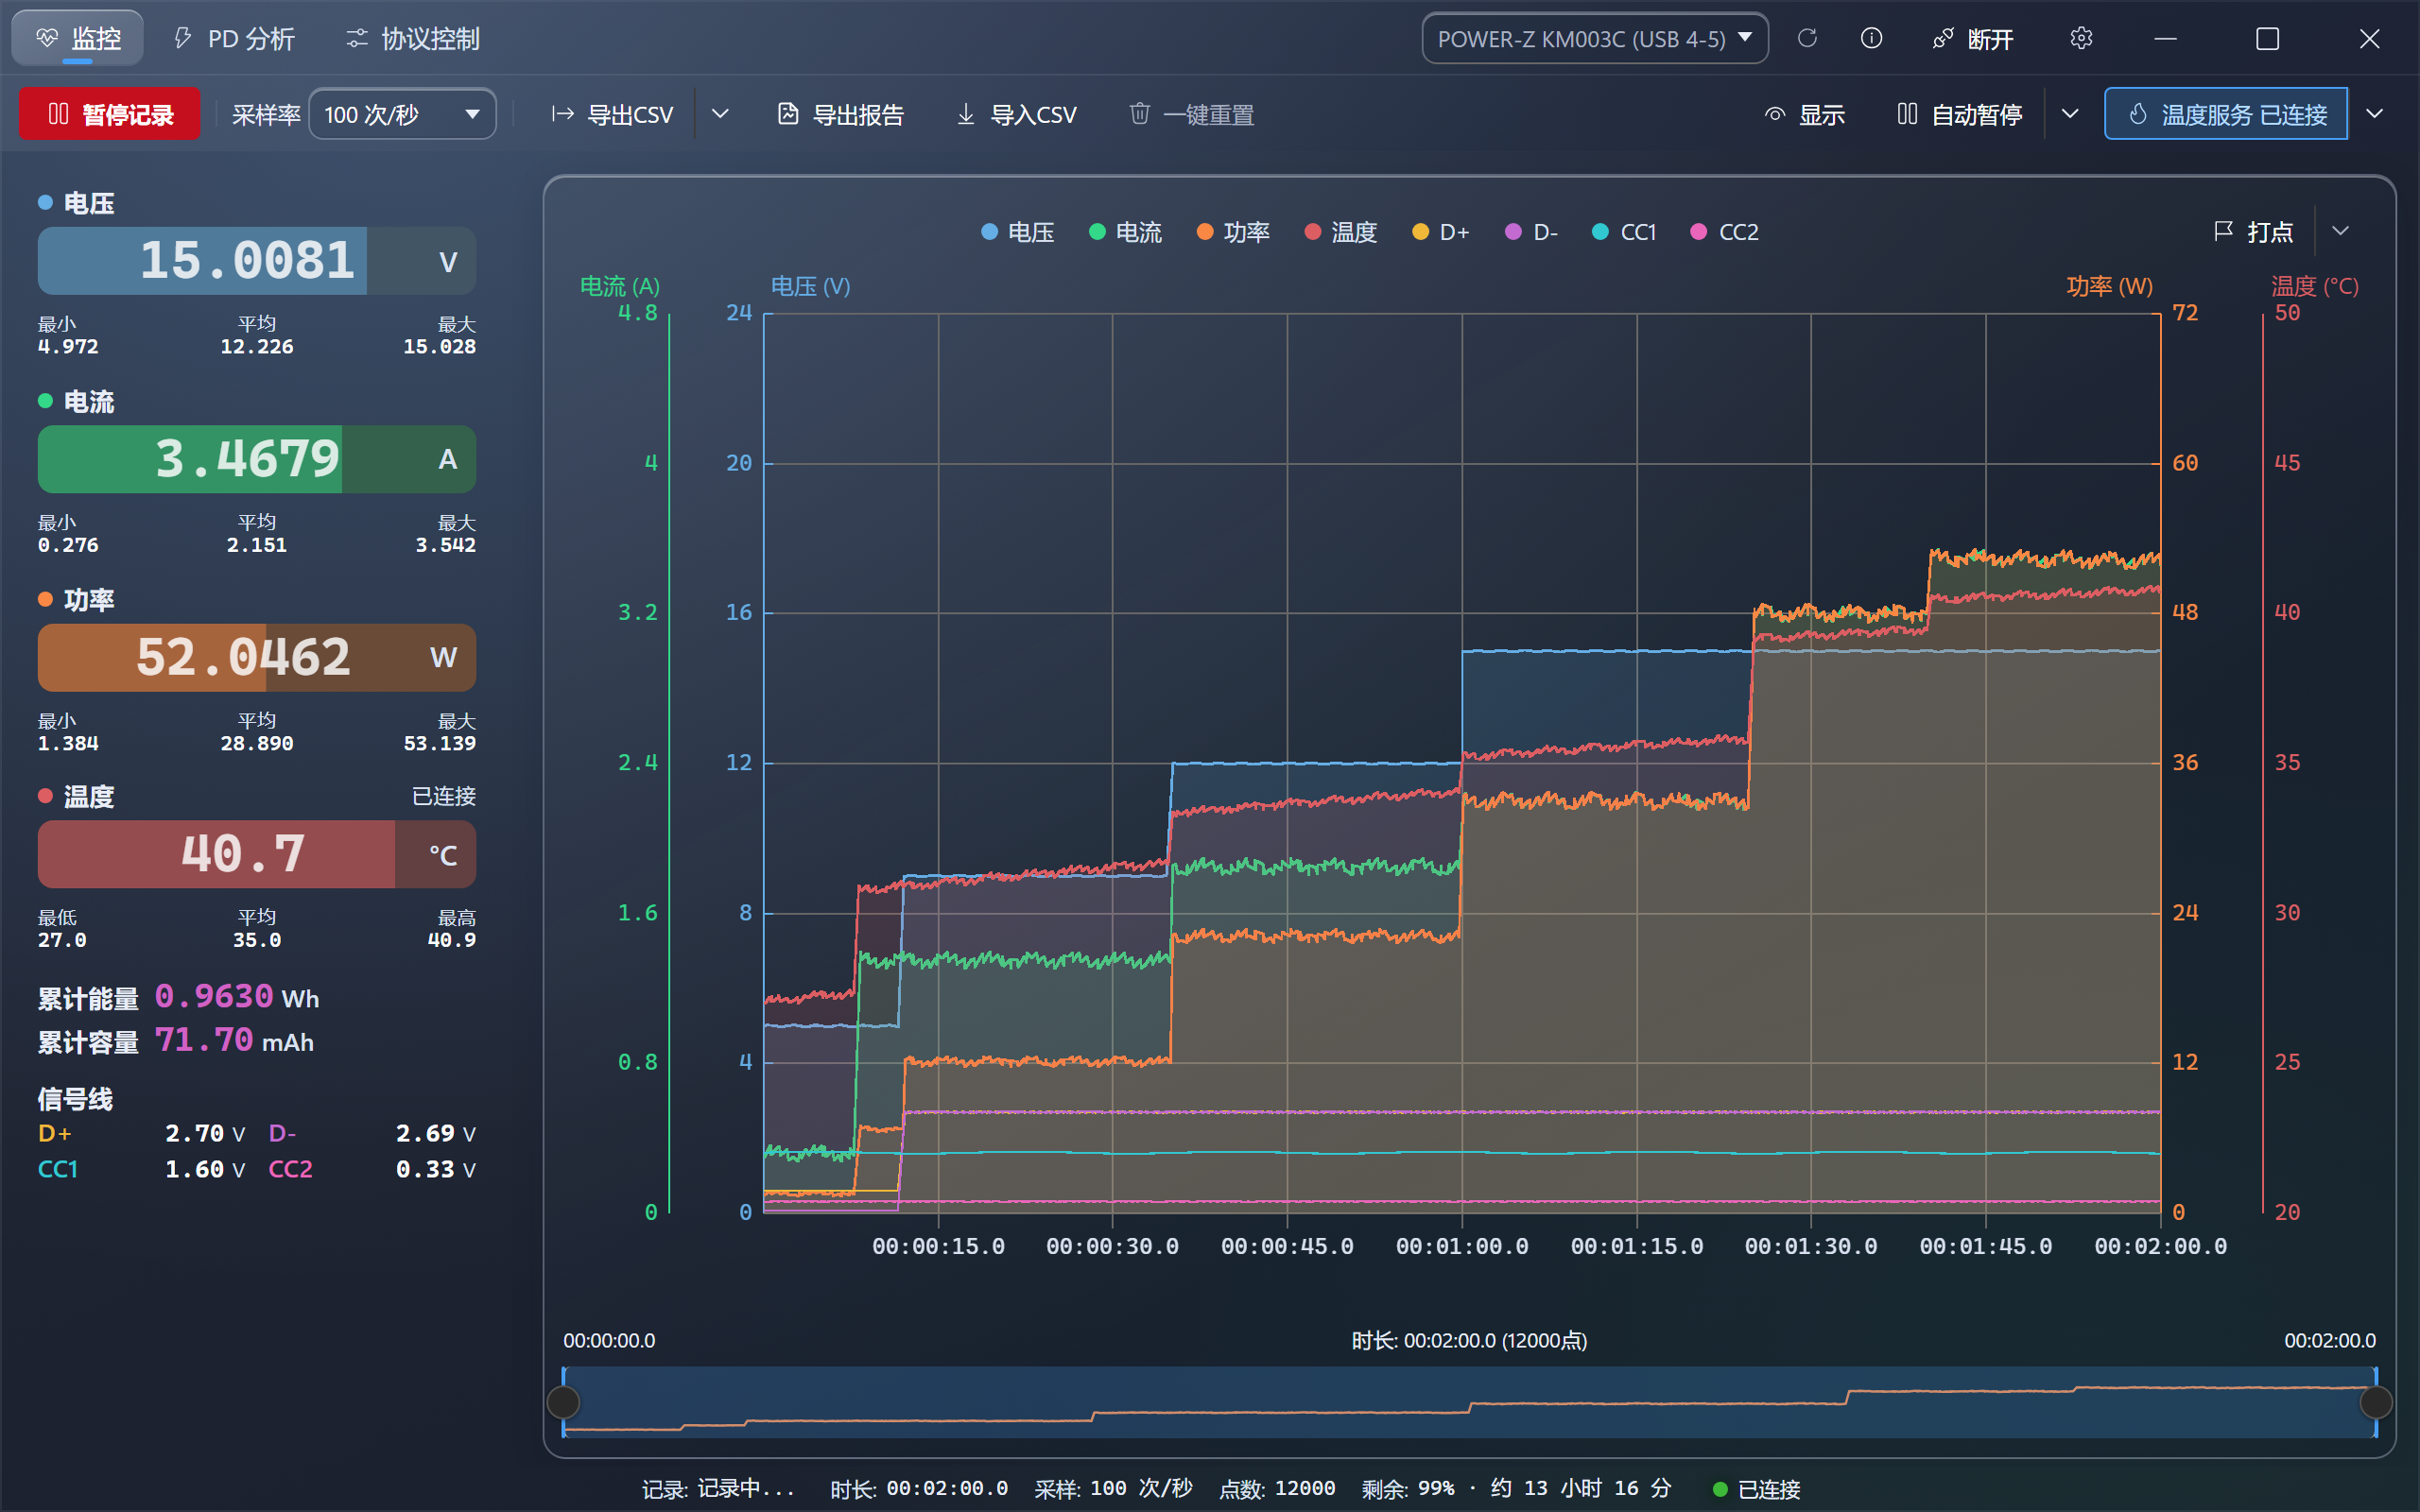 监控 PD 分析 协议控制 POWER-Z KM003C (USB 4-5) 断开
暂停记录 采样率 100 次/秒 导出CSV 导出报告 导入CSV 一键重置 显示 自动暂停 温度服务 已连接
电压
15.0081 V
最小 平均 最大
4.972 12.226 15.028
电流
3.4679 A
最小 平均 最大
0.276 2.151 3.542
功率
52.0462 W
最小 平均 最大
1.384 28.890 53.139
温度 已连接
40.7 °C
最低 平均 最高
27.0 35.0 40.9
累计能量 0.9630 Wh
累计容量 71.70 mAh
信号线
D+ 2.70 V D- 2.69 V
CC1 1.60 V CC2 0.33 V
电压 电流 功率 温度 D+ D- CC1 CC2 打点
电流 (A) 电压 (V) 功率 (W) 温度 (°C)
4.8 24 72 50
4 20 60 45
3.2 16 48 40
2.4 12 36 35
1.6 8 24 30
0.8 4 12 25
0 0 0 20
00:00:15.0 00:00:30.0 00:00:45.0 00:01:00.0 00:01:15.0 00:01:30.0 00:01:45.0 00:02:00.0
00:00:00.0 时长: 00:02:00.0 (12000点) 00:02:00.0
记录: 记录中... 时长: 00:02:00.0 采样: 100 次/秒 点数: 12000 剩余: 99% · 约 13 小时 16 分 已连接